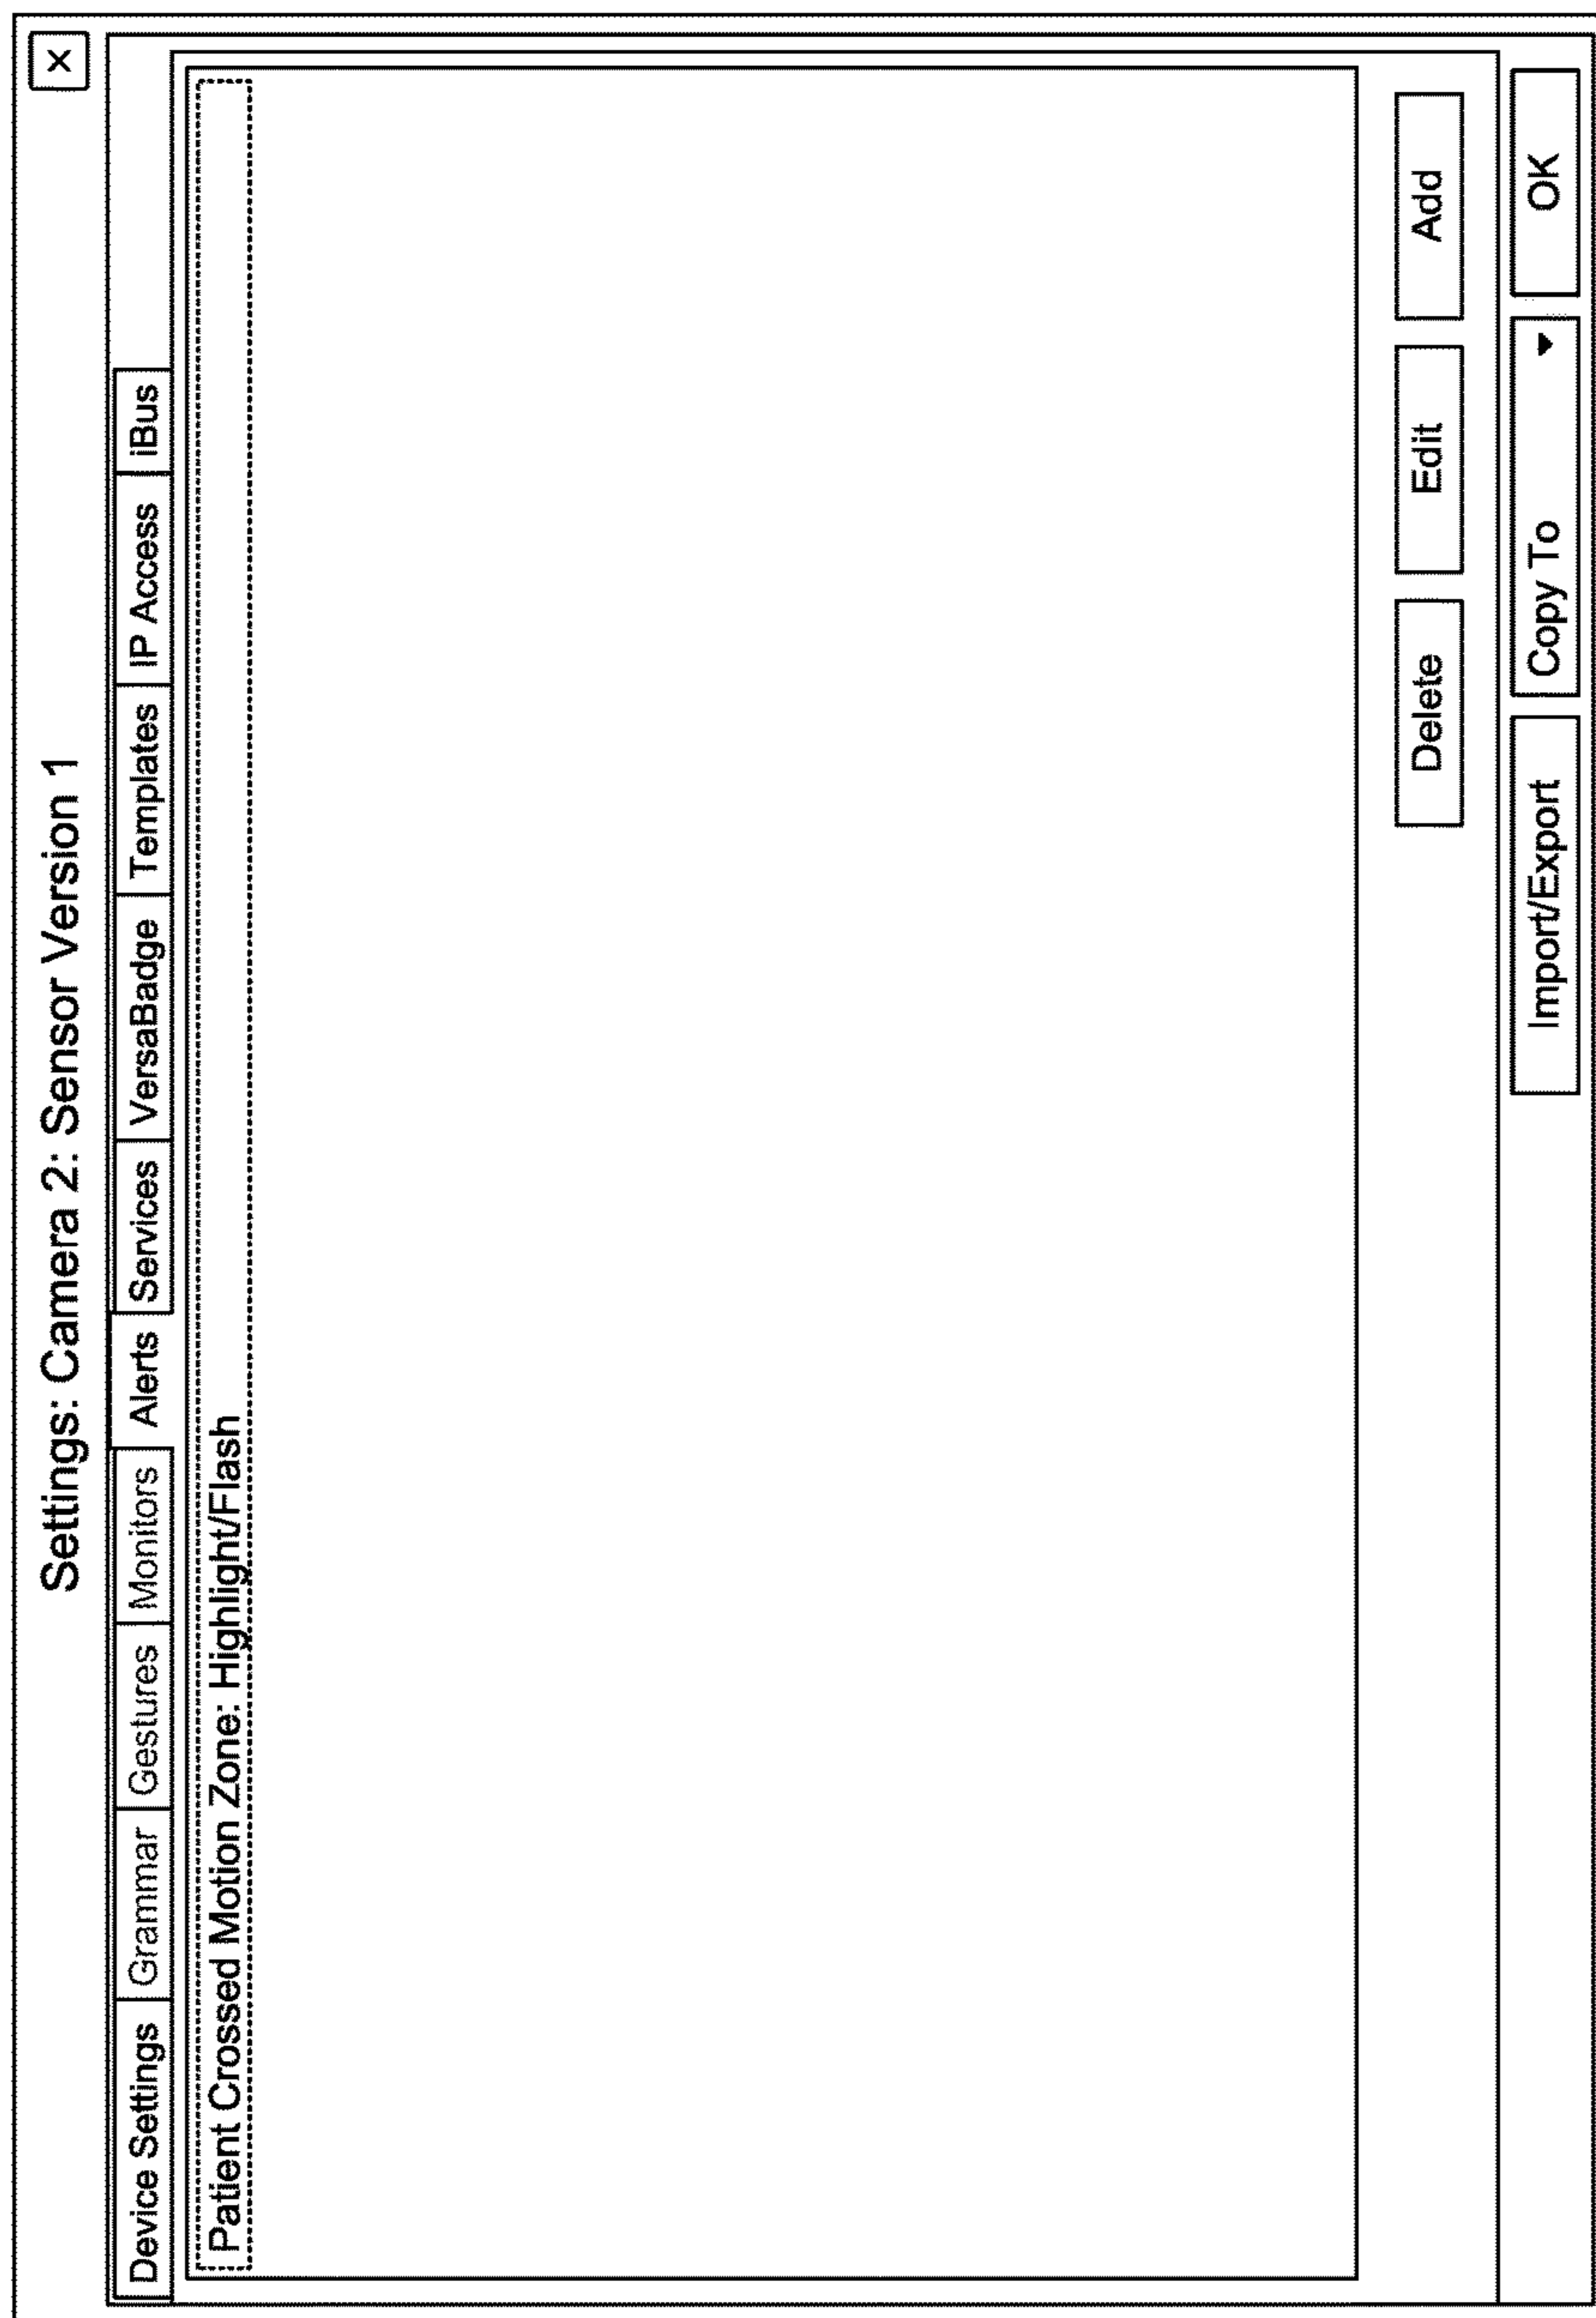 Settings: Camera 2: Sensor Version 1
X
Device Settings Grammar Gestures Monitors Alerts Services VersaBadge Templates IP Access iBus
Patient Crossed Motion Zone: Highlight/Flash
Delete Edit Add
Import/Export Copy To OK